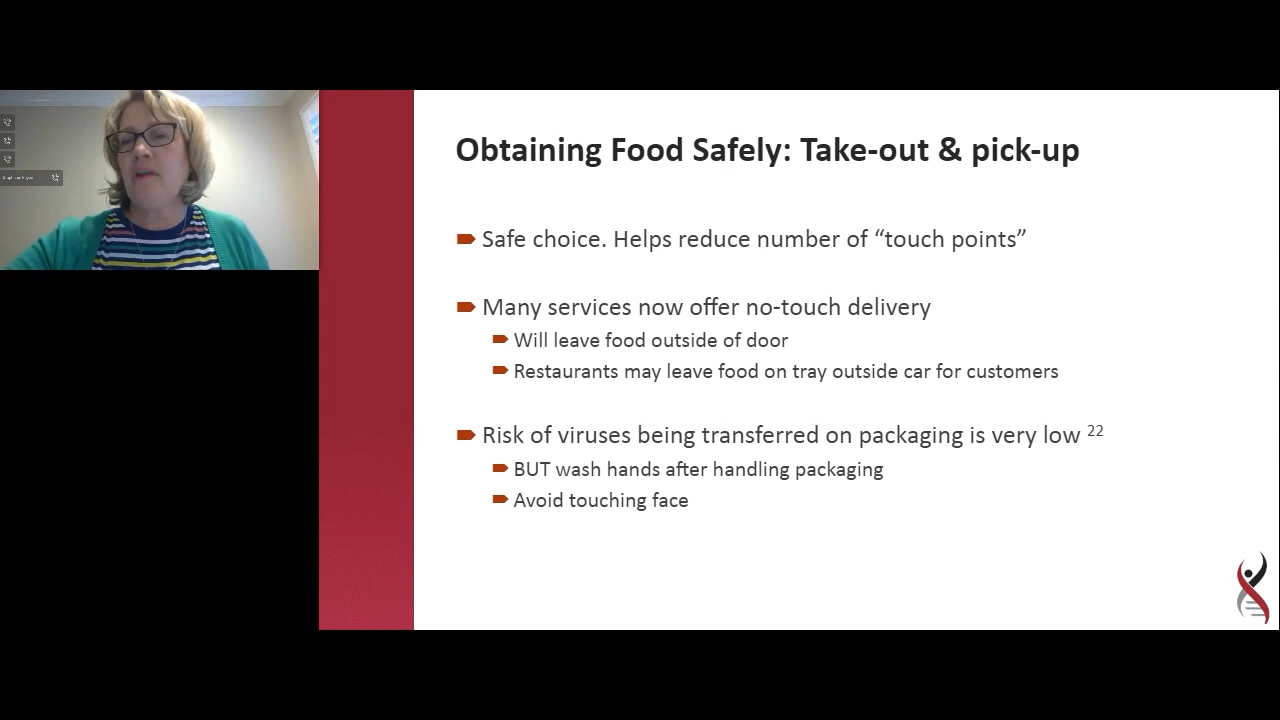 Obtaining Food Safely: Take-out & pick-up
Safe choice. Helps reduce number of “touch points”
Many services now offer no-touch delivery
Will leave food outside of door
Restaurants may leave food on tray outside car for customers
Risk of viruses being transferred on packaging is very low 22
BUT wash hands after handling packaging
Avoid touching face